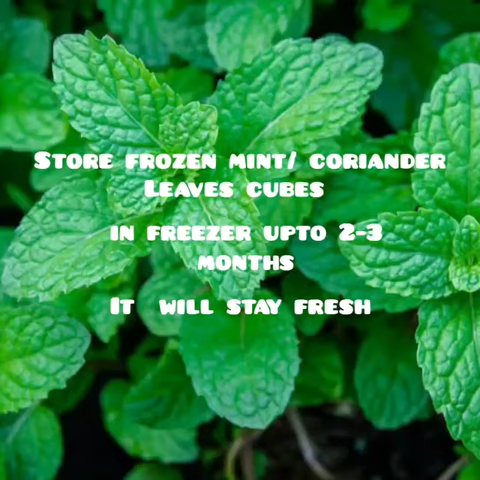 Store frozen mint/ coriander
Leaves cubes
in freezer upto 2-3
months
It will stay fresh